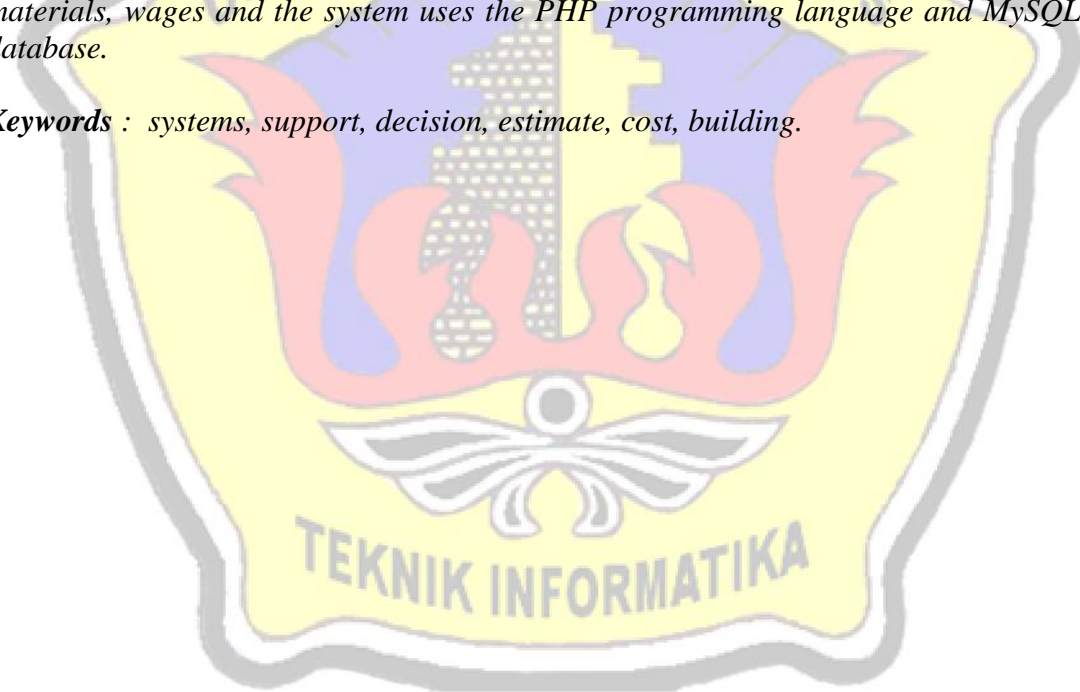 materials, wages and the system uses the PHP programming language and MySQL
database.
Keywords : systems, support, decision, estimate, cost, building.
TEKNIK INFORMATIKA